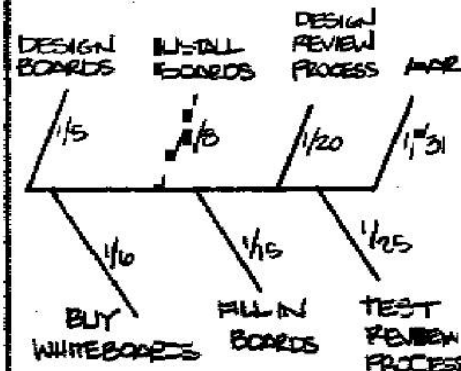 DESIGN
BOARDS
INSTALL
BOARDS
DESIGN
REVIEW
PROCESS
1/5
1/8
1/20
1/31
1/6
1/15
1/25
BUY
WHITEBOARDS
FILL IN
BOARDS
TEST
REVIEW
PROCESS